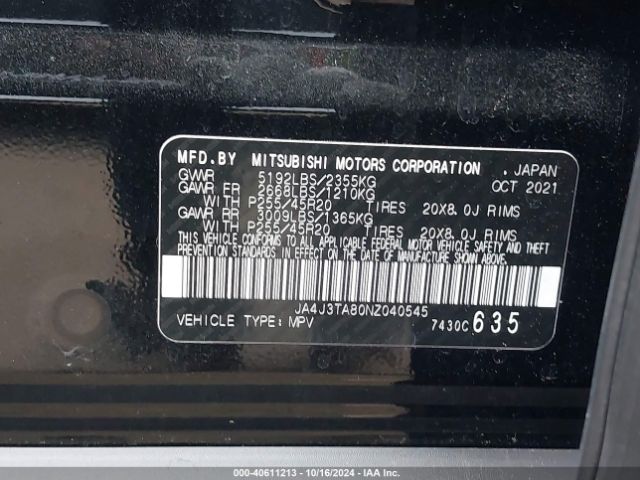 MFD.BY MITSUBISHI MOTORS CORPORATION . JAPAN
GVWR 5192LBS/2355KG OCT 2021
GAWR FR 2668LBS/1210KG
WITH P255/45R20 TIRES 20X8.0J RIMS
GAWR RR 3009LBS/1365KG
WITH P255/45R20 TIRES 20X8.0J RIMS
THIS VEHICLE CONFORMS TO ALL APPLICABLE FEDERAL MOTOR VEHICLE SAFETY AND THEFT
PREVENTION STANDARDS IN EFFECT ON THE DATE OF MANUFACTURE SHOWN ABOVE.
JA4J3TA80NZ040545
VEHICLE TYPE: MPV 7430C 635
000-40611213 - 10/16/2024 - IAA Inc.